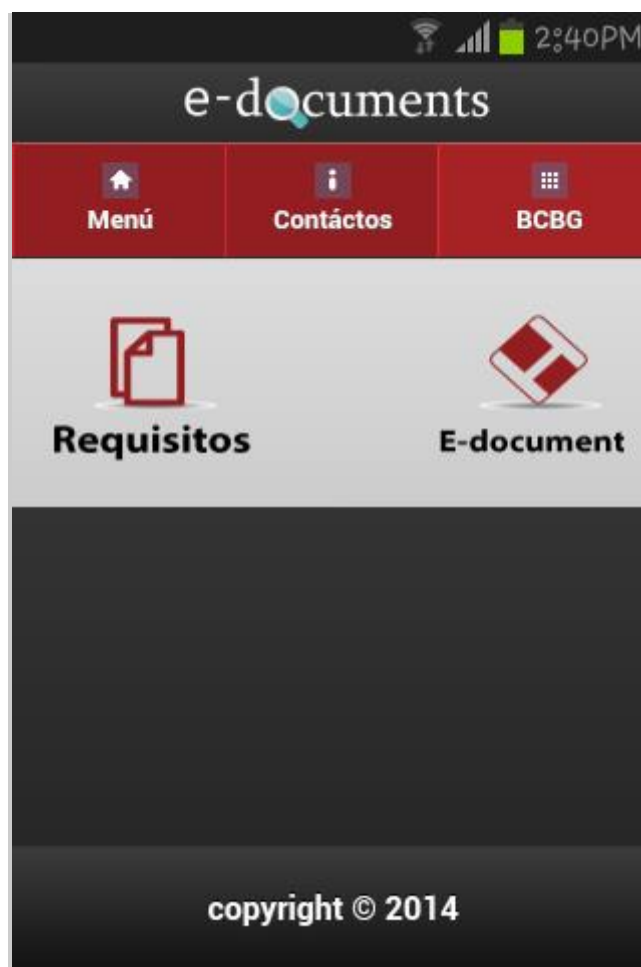 2:40PM
e-documents
Menú Contáctos BCBG
Requisitos E-document
copyright © 2014